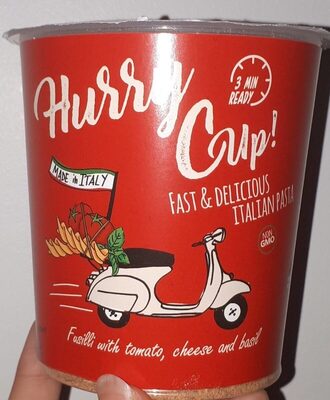 Hurry
Cup!
3 MIN
READY
FAST & DELICIOUS
ITALIAN PASTA
MADE in ITALY
NON
GMO
Fusilli with tomato, cheese and basil